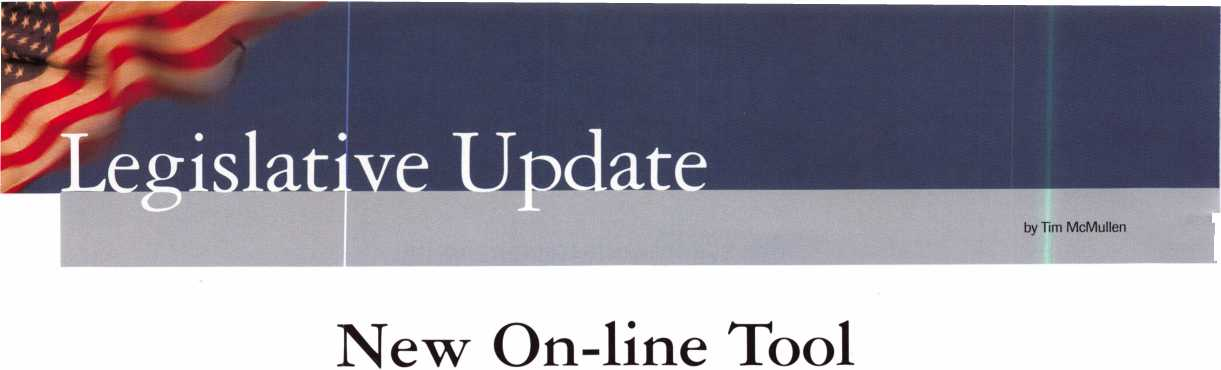 Legislative Update
by Tim McMullen
New On-line Tool